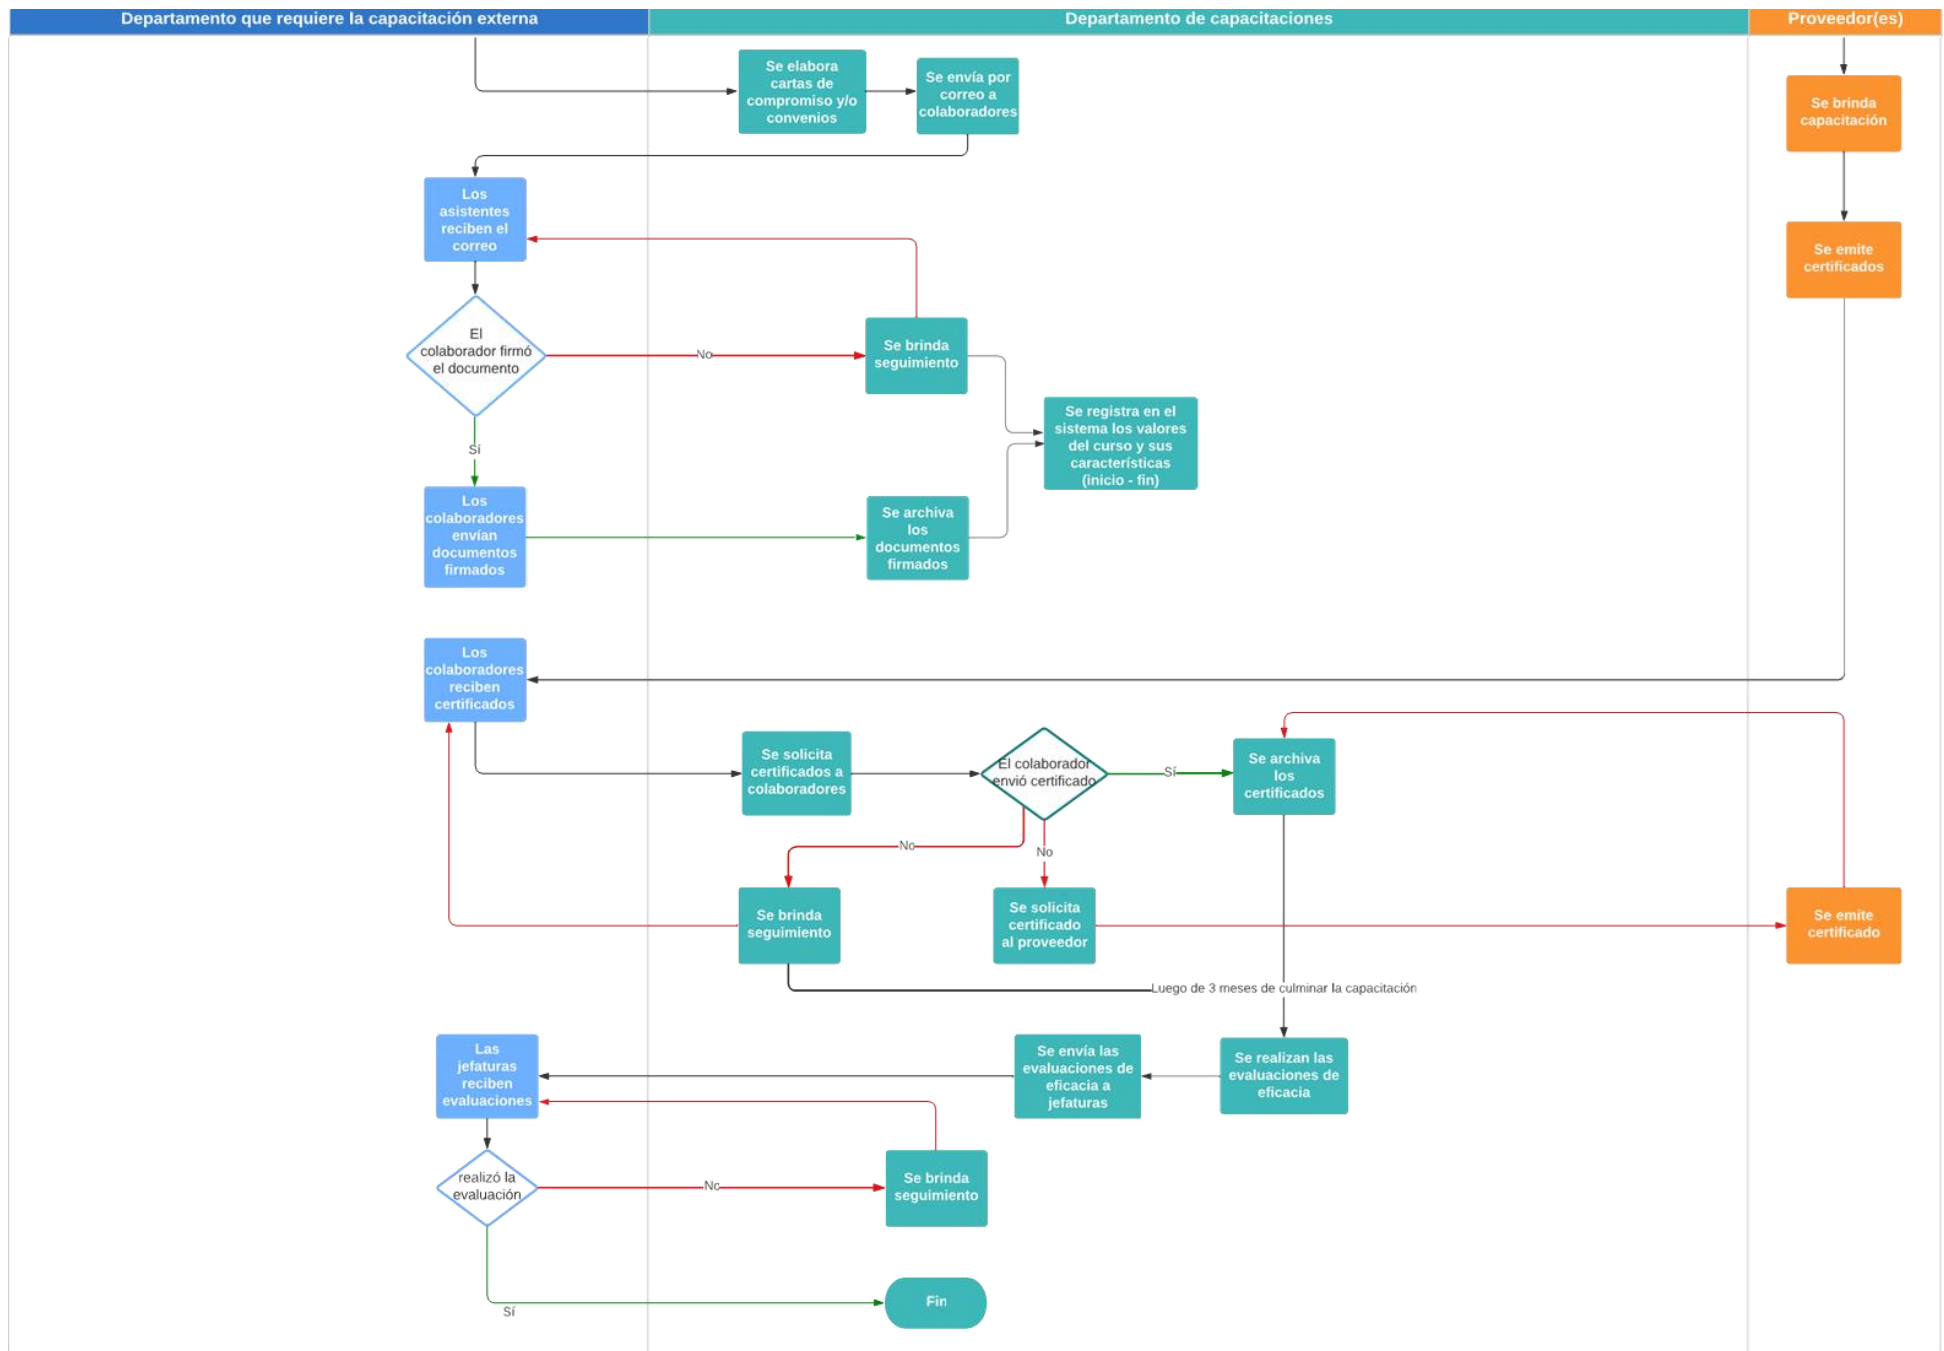 Departamento que requiere la capacitación externa
Departamento de capacitaciones
Proveedor(es)
Se elabora
cartas de
compromiso y/o
convenios
Se envía por
correo a
colaboradores
Se brinda
capacitación
Los
asistentes
reciben el
correo
Se emite
certificados
El
colaborador firmó
el documento
No
Se brinda
seguimiento
Se registra en el
sistema los valores
del curso y sus
características
(inicio - fin)
Sí
Los
colaboradores
envían
documentos
firmados
Se archiva
los
documentos
firmados
Los
colaboradores
reciben
certificados
Se solicita
certificados a
colaboradores
El colaborador
envió certificado
Sí
Se archiva
los
certificados
No
No
Se brinda
seguimiento
Se solicita
certificado
al proveedor
Se emite
certificado
Luego de 3 meses de culminar la capacitación
Las
jefaturas
reciben
evaluaciones
Se envía las
evaluaciones de
eficacia a
jefaturas
Se realizan las
evaluaciones de
eficacia
realizó la
evaluación
No
Se brinda
seguimiento
Sí
Fin